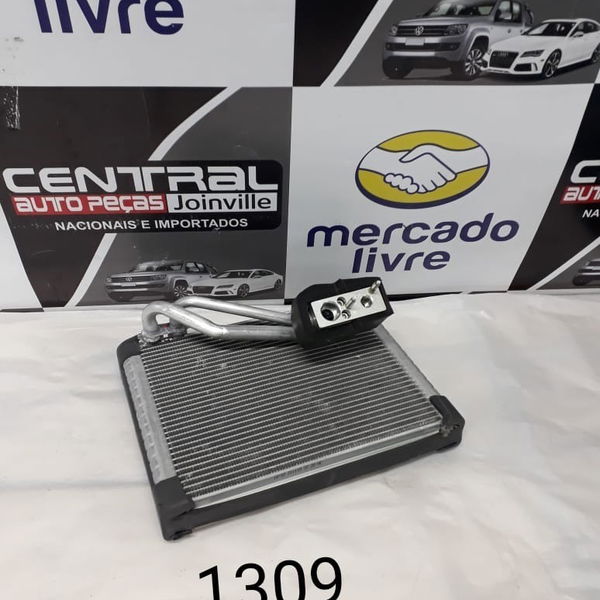 livre
CENTRAL
AUTO PEÇAS Joinville
NACIONAIS E IMPORTADOS
mercado
livre
1309